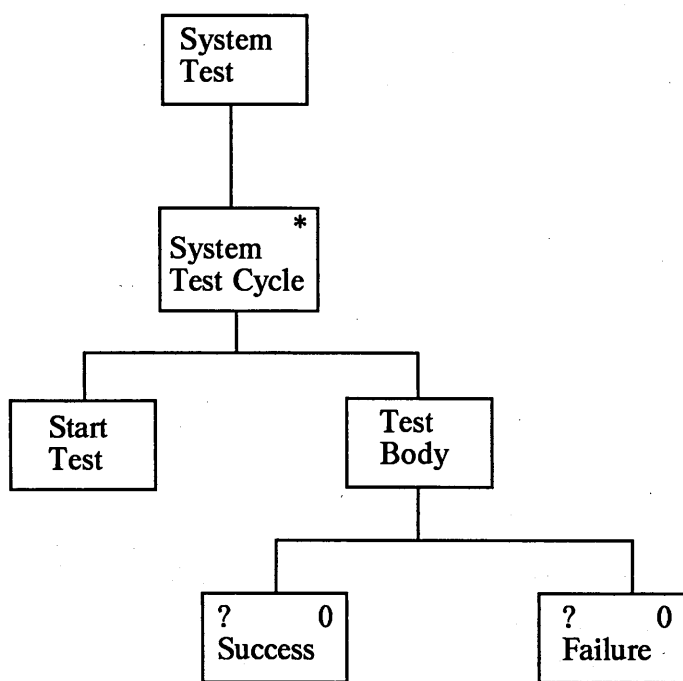 System
Test
*
System
Test Cycle
Start
Test
Test
Body
? 0
Success
? 0
Failure